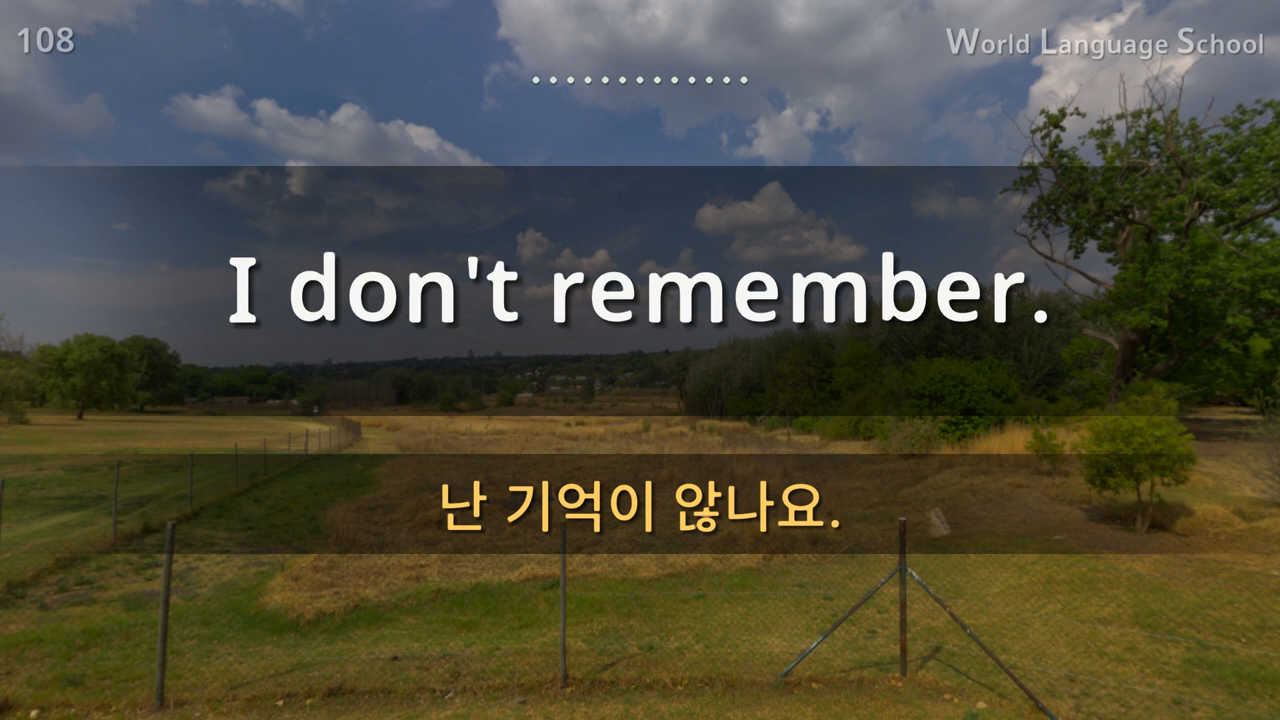 108
World Language School
I don't remember.
난 기억이 않나요.